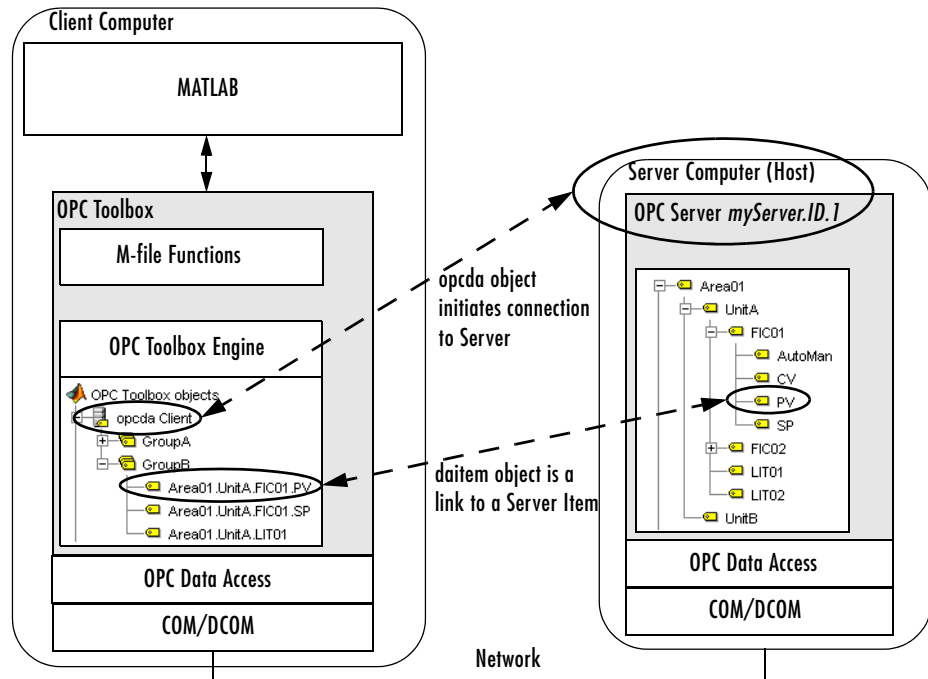 Client Computer
MATLAB
OPC Toolbox
M-file Functions
OPC Toolbox Engine
OPC Toolbox objects
opcda Client
GroupA
GroupB
Area01.UnitA.FIC01.PV
Area01.UnitA.FIC01.SP
Area01.UnitA.LIT01
OPC Data Access
COM/DCOM
opcda object
initiates connection
to Server
daitem object is a
link to a Server Item
Network
Server Computer (Host)
OPC Server myServer.ID.1
Area01
UnitA
FIC01
AutoMan
CV
PV
SP
FIC02
LIT01
LIT02
UnitB
OPC Data Access
COM/DCOM